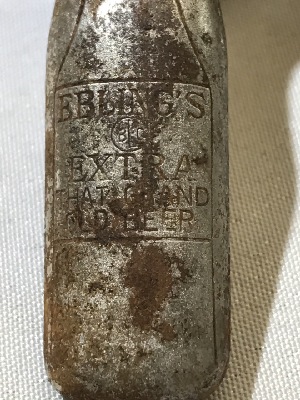 EBLING'S
EXTRA
THAT GRAND
OLD BEER